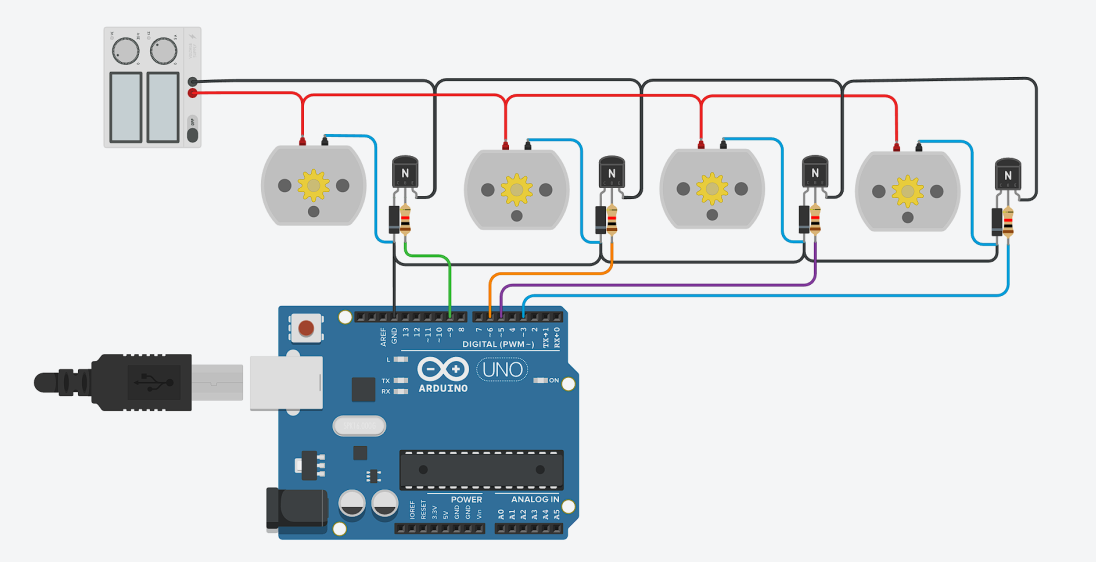 N
N
N
N
OFF
AREF
GND
13
12
~11
~10
~9
8
7
~6
~5
4
~3
2
TX→1
RX←0
DIGITAL (PWM~)
L
TX
RX
ARDUINO
UNO
ON
POWER
ANALOG IN
IOREF
RESET
3.3V
5V
GND
GND
Vin
A0
A1
A2
A3
A4
A5